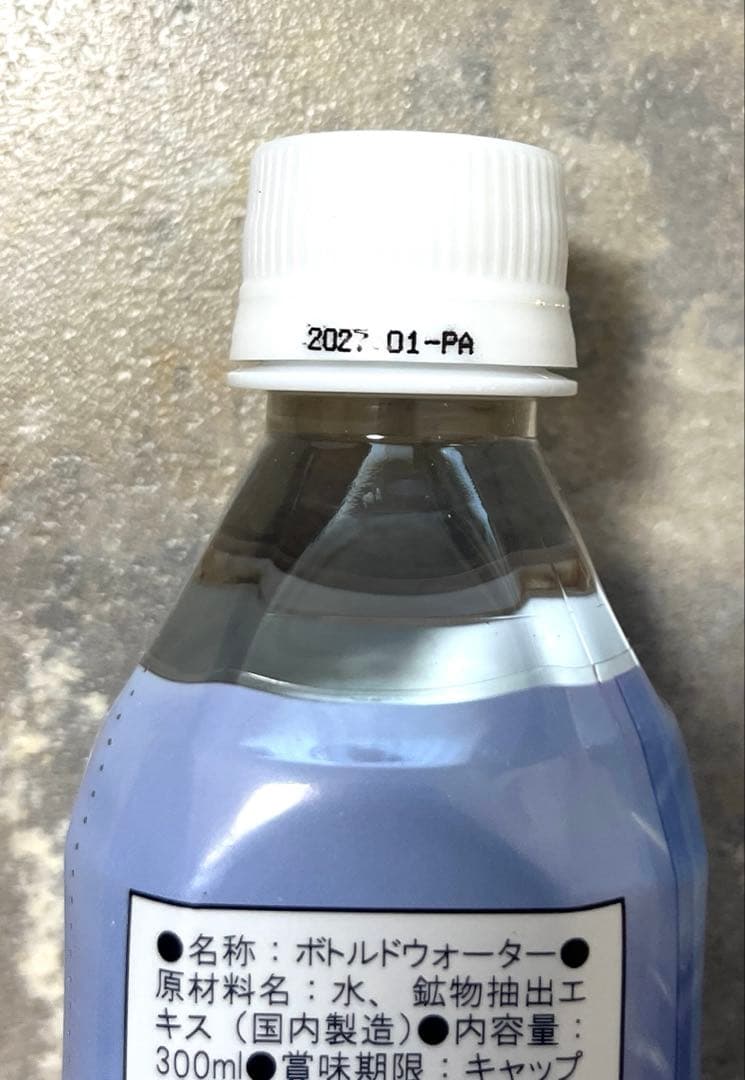 2027.01-PA
●名称：ボトルドウォーター●
原材料名：水、鉱物抽出エ
キス（国内製造）●内容量：
300ml●賞味期限：キャップ